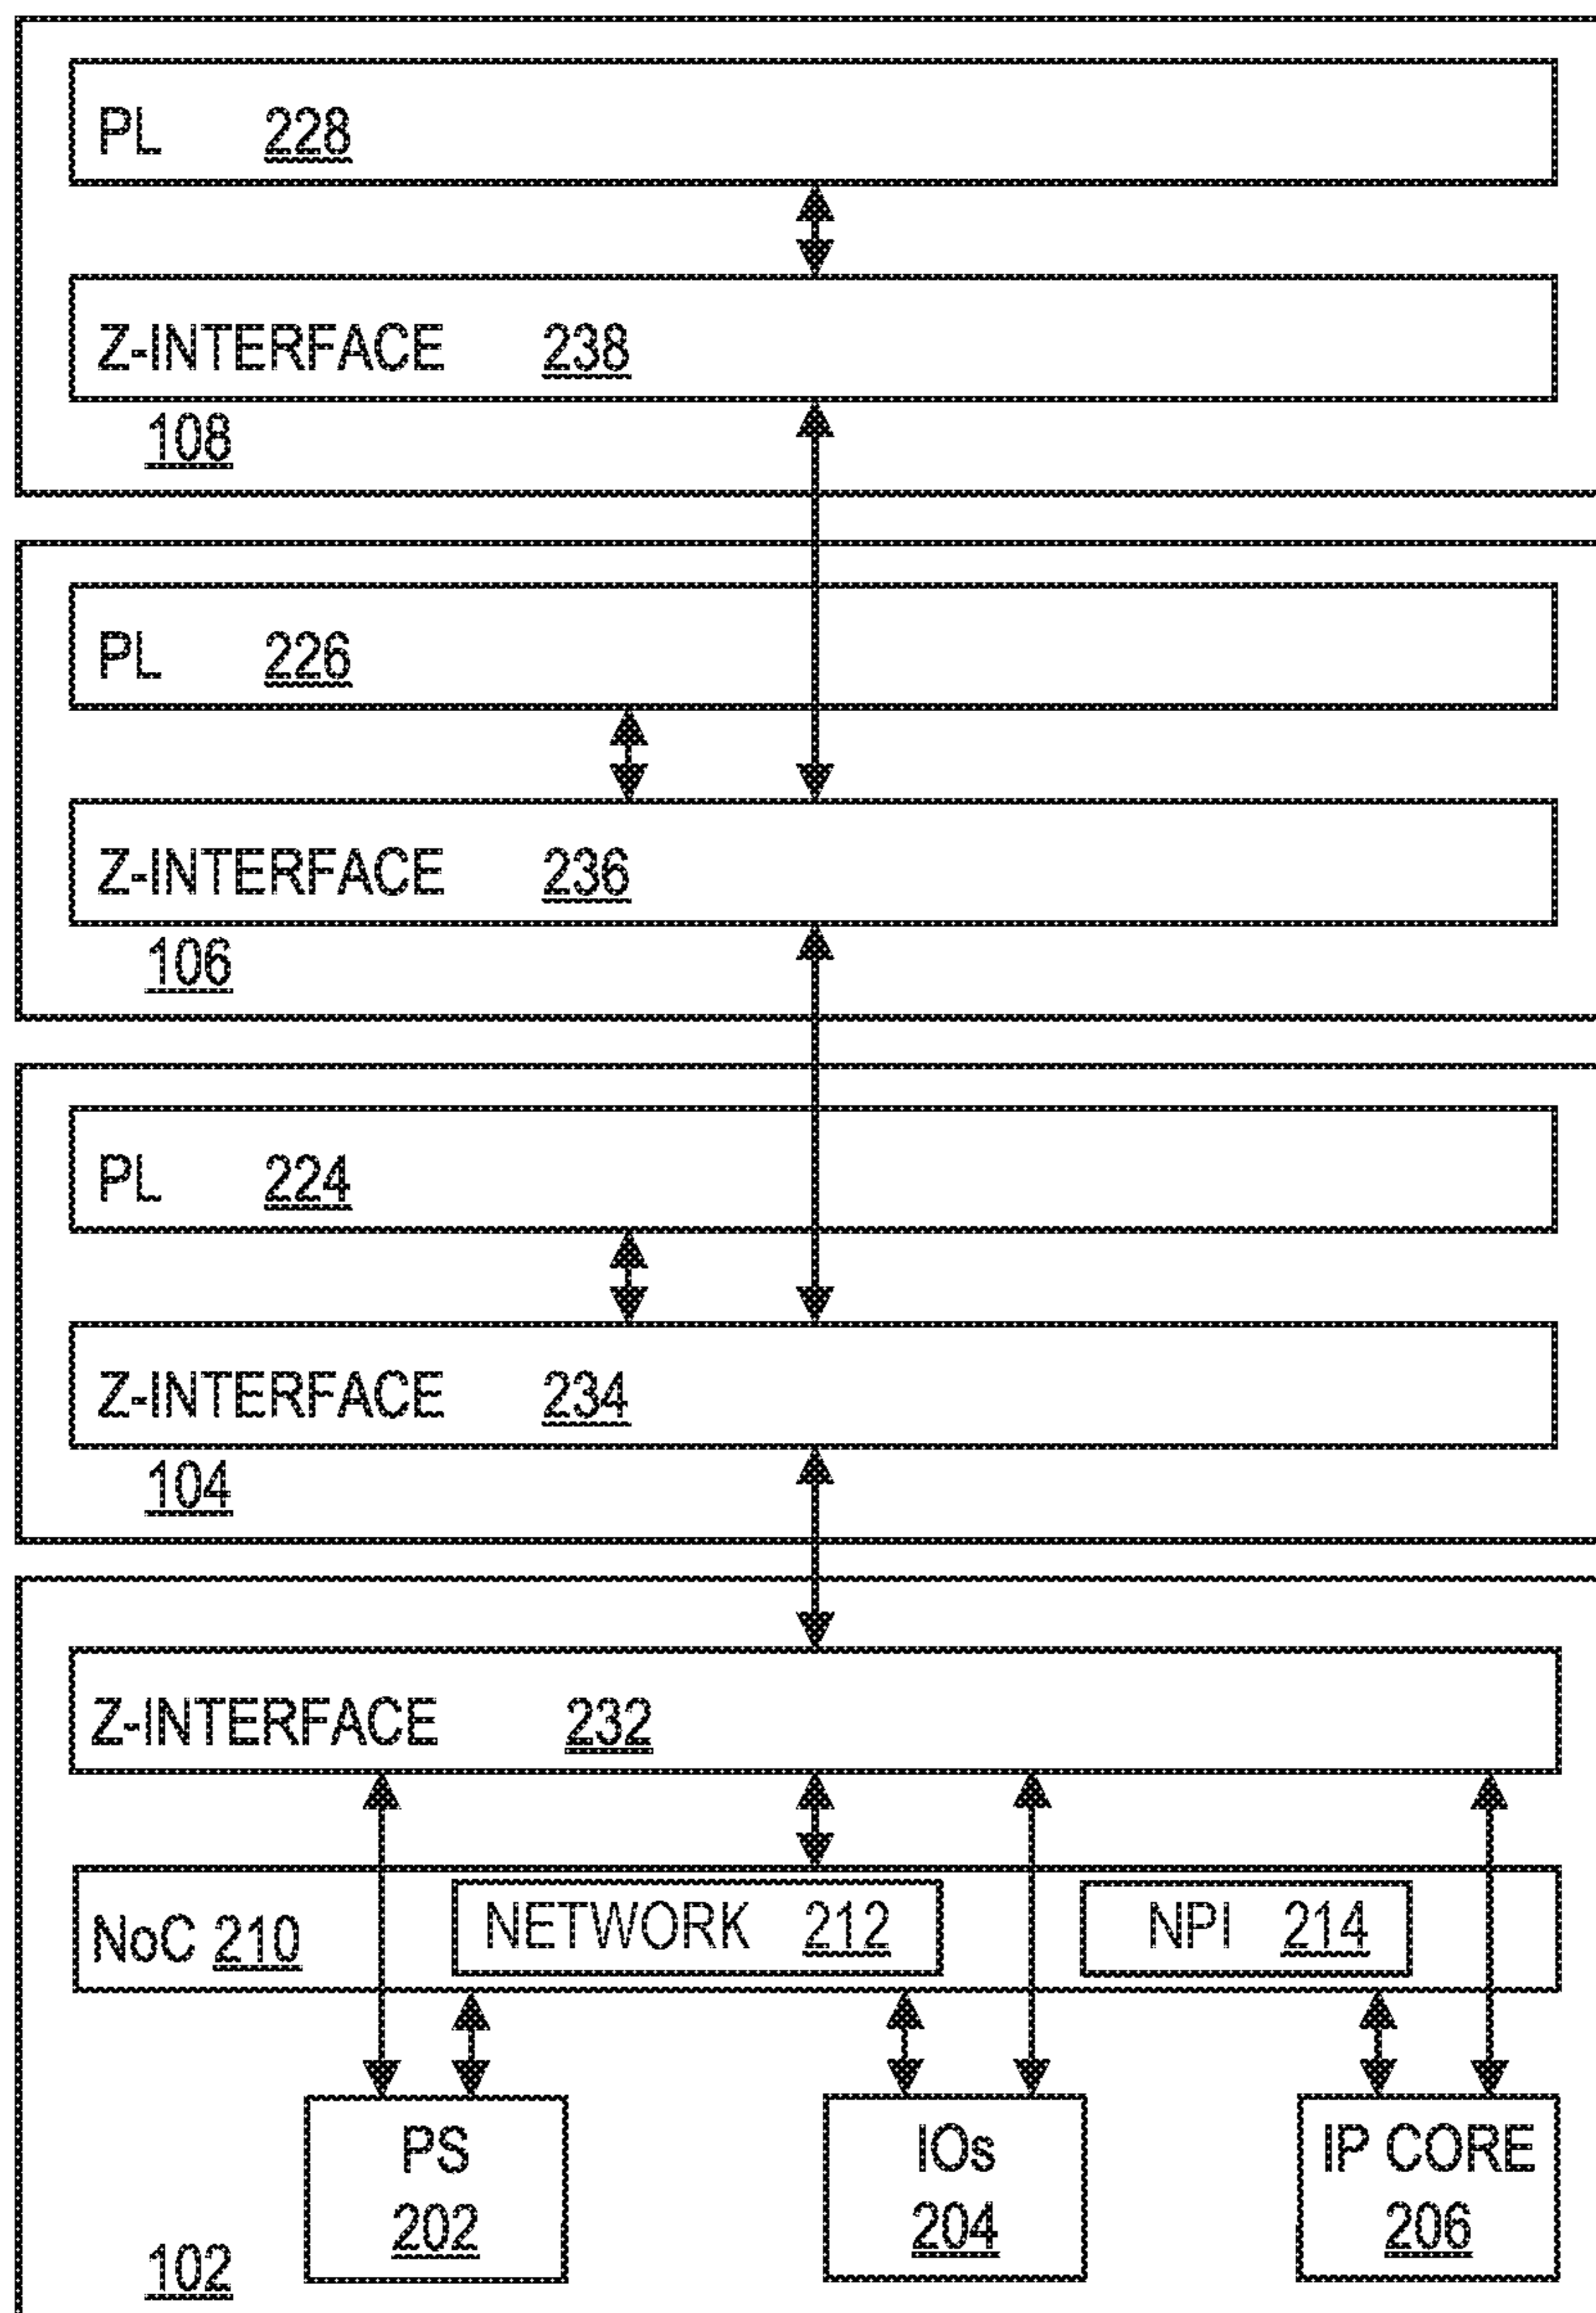 PL 228
Z-INTERFACE 238
108
PL 226
Z-INTERFACE 236
106
PL 224
Z-INTERFACE 234
104
Z-INTERFACE 232
NoC 210 NETWORK 212 NPI 214
PS IOs IP CORE
202 204 206
102